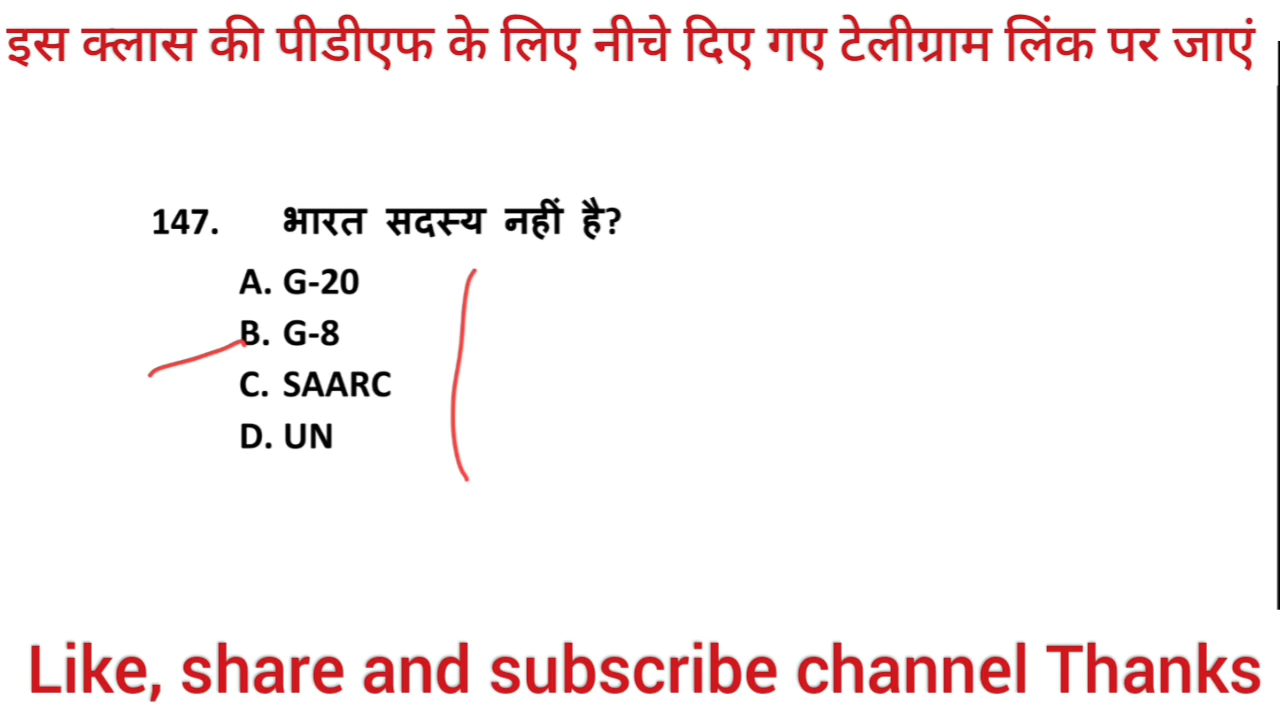 इस क्लास की पीडीएफ के लिए नीचे दिए गए टेलीग्राम लिंक पर जाएं
147. भारत सदस्य नहीं है?
A. G-20
B. G-8
C. SAARC
D. UN
Like, share and subscribe channel Thanks